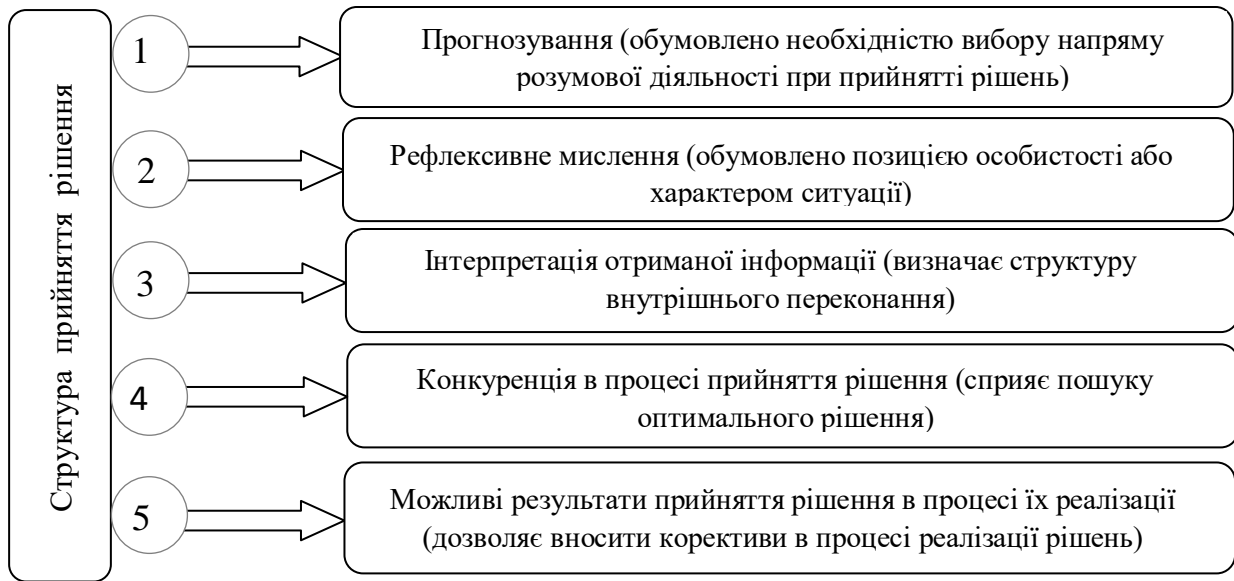 Структура прийняття рішення
1
Прогнозування (обумовлено необхідністю вибору напряму
розумової діяльності при прийнятті рішень)
2
Рефлексивне мислення (обумовлено позицією особистості або
характером ситуації)
3
Інтерпретація отриманої інформації (визначає структуру
внутрішнього переконання)
4
Конкуренція в процесі прийняття рішення (сприяє пошуку
оптимального рішення)
5
Можливі результати прийняття рішення в процесі їх реалізації
(дозволяє вносити корективи в процесі реалізації рішень)